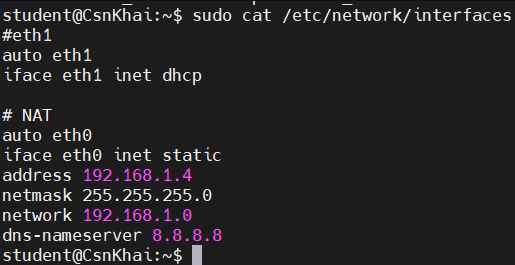 student@CsnKhai:~$ sudo cat /etc/network/interfaces
#eth1
auto eth1
iface eth1 inet dhcp
# NAT
auto eth0
iface eth0 inet static
address 192.168.1.4
netmask 255.255.255.0
network 192.168.1.0
dns-nameserver 8.8.8.8
student@CsnKhai:~$